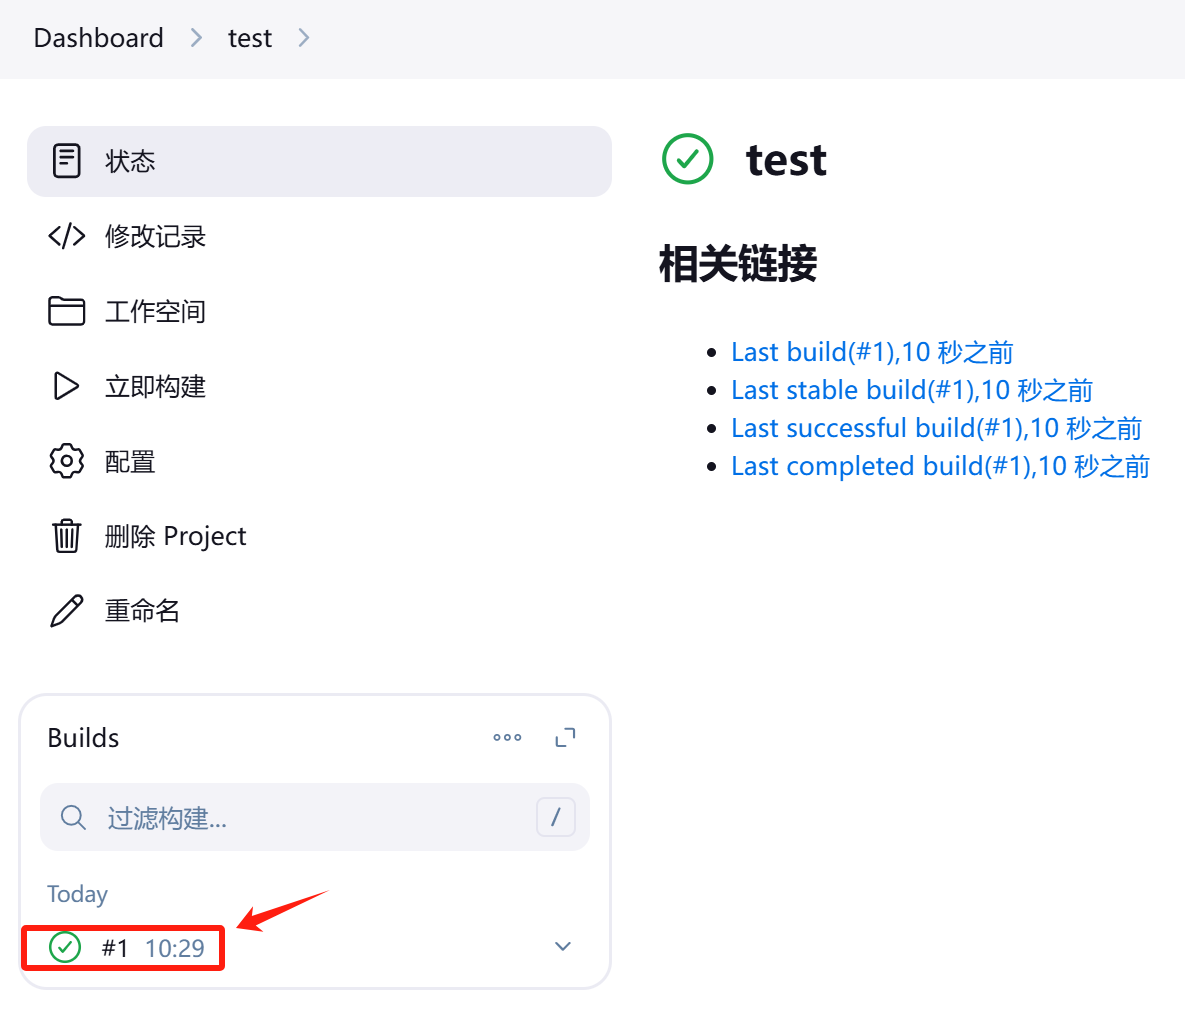 Dashboard > test >
状态
修改记录
工作空间
立即构建
配置
删除 Project
重命名
test
相关链接
Last build(#1),10 秒之前
Last stable build(#1),10 秒之前
Last successful build(#1),10 秒之前
Last completed build(#1),10 秒之前
Builds
过滤构建... /
Today
#1 10:29